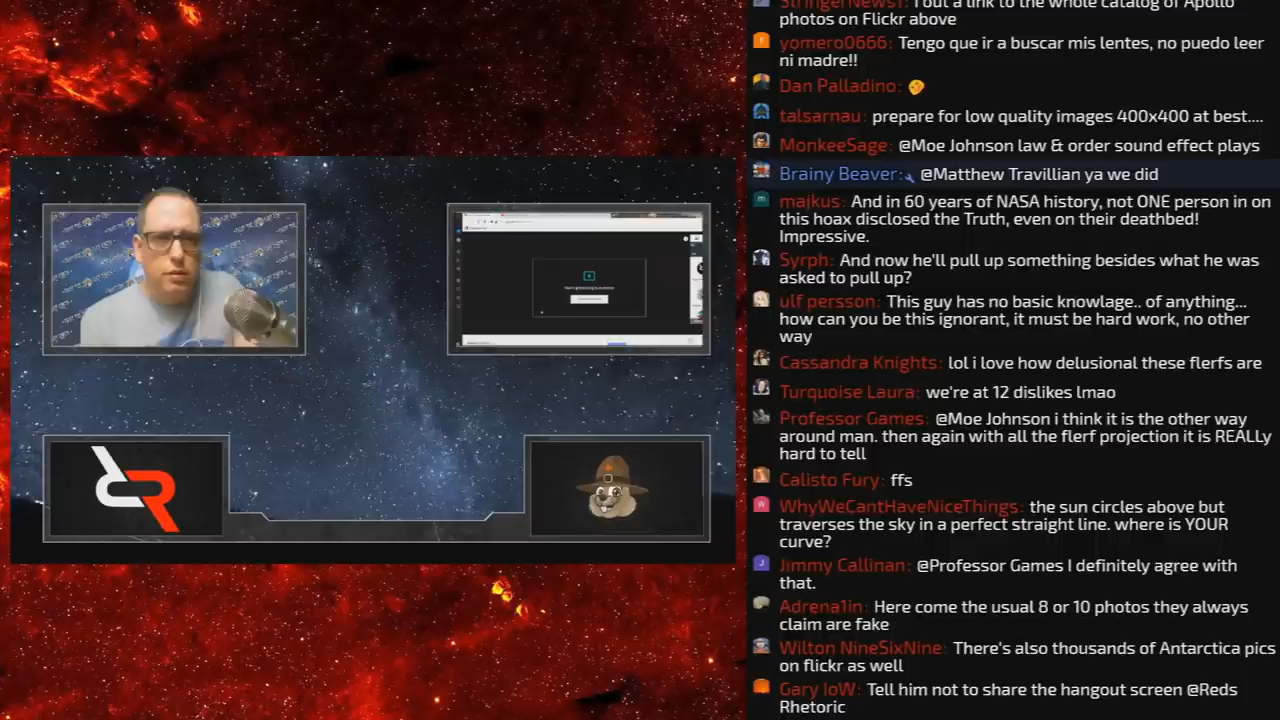 StringerNews1: I out a link to the whole catalog of Apollo
photos on Flickr above
yomero0666: Tengo que ir a buscar mis lentes, no puedo leer
ni madre!!
Dan Palladino:
talsarnau: prepare for low quality images 400x400 at best....
MonkeeSage: @Moe Johnson law & order sound effect plays
Brainy Beaver: @Matthew Travillian ya we did
majkus: And in 60 years of NASA history, not ONE person in on
this hoax disclosed the Truth, even on their deathbed!
Impressive.
Syrph: And now he'll pull up something besides what he was
asked to pull up?
ulf persson: This guy has no basic knowlage.. of anything...
how can you be this ignorant, it must be hard work, no other
way
Cassandra Knights: lol i love how delusional these flerfs are
Turquoise Laura: we're at 12 dislikes lmao
Professor Games: @Moe Johnson i think it is the other way
around man. then again with all the flerf projection it is REALLY
hard to tell
Calisto Fury: ffs
W
WhyWeCantHaveNiceThings: the sun circles above but
traverses the sky in a perfect straight line. where is YOUR
curve?
J
Jimmy Callinan: @Professor Games I definitely agree with
that.
Adrena1in: Here come the usual 8 or 10 photos they always
claim are fake
Wilton NineSixNine: There's also thousands of Antarctica pics
on flickr as well
Gary IoW: Tell him not to share the hangout screen @Reds
Rhetoric